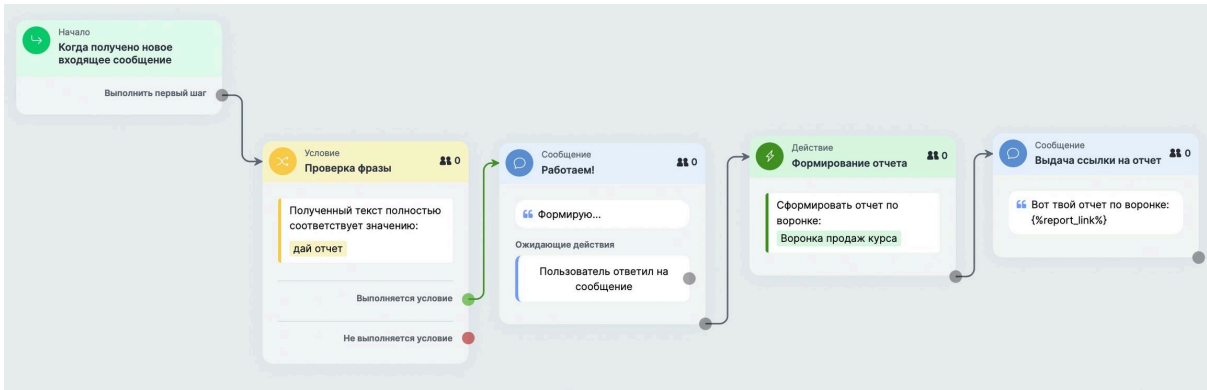 Начало
Когда получено новое
входящее сообщение
Выполнить первый шаг
Условие
Проверка фразы
0
Полученный текст полностью
соответствует значению:
дай отчет
Выполняется условие
Не выполняется условие
Сообщение
Работаем!
0
Формирую...
Ожидающие действия
Пользователь ответил на
сообщение
Действие
Формирование отчета
0
Сформировать отчет по
воронке:
Воронка продаж курса
Сообщение
Выдача ссылки на отчет
0
Вот твой отчет по воронке:
{%report_link%}